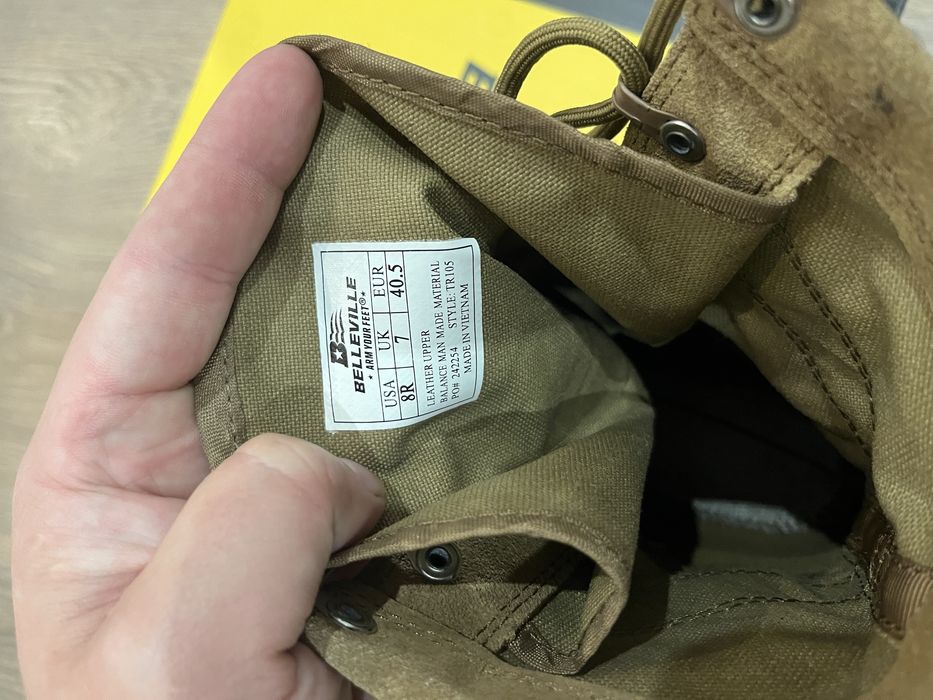 BELLEVILLE
★ ARM YOUR FEET®★
USA UK EUR
8R 7 40.5
LEATHER UPPER
BALANCE MAN MADE MATERIAL
PO# 242254 STYLE: TR105
MADE IN VIETNAM